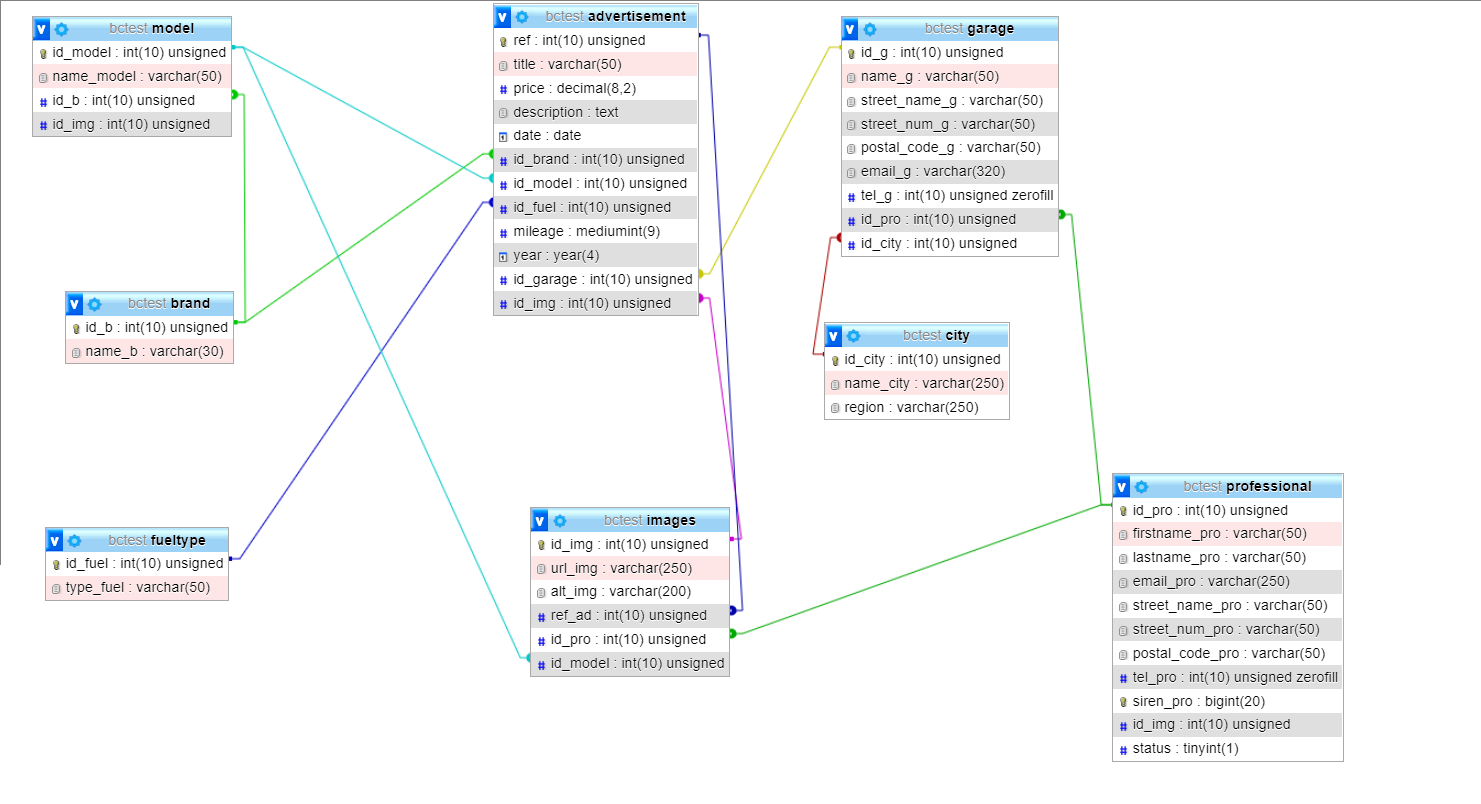 bctest model
id_model : int(10) unsigned
name_model : varchar(50)
id_b : int(10) unsigned
id_img : int(10) unsigned
bctest advertisement
ref : int(10) unsigned
title : varchar(50)
price : decimal(8,2)
description : text
date : date
id_brand : int(10) unsigned
id_model : int(10) unsigned
id_fuel : int(10) unsigned
mileage : mediumint(9)
year : year(4)
id_garage : int(10) unsigned
id_img : int(10) unsigned
bctest garage
id_g : int(10) unsigned
name_g : varchar(50)
street_name_g : varchar(50)
street_num_g : varchar(50)
postal_code_g : varchar(50)
email_g : varchar(320)
tel_g : int(10) unsigned zerofill
id_pro : int(10) unsigned
id_city : int(10) unsigned
bctest brand
id_b : int(10) unsigned
name_b : varchar(30)
bctest city
id_city : int(10) unsigned
name_city : varchar(250)
region : varchar(250)
bctest fueltype
id_fuel : int(10) unsigned
type_fuel : varchar(50)
bctest images
id_img : int(10) unsigned
url_img : varchar(250)
alt_img : varchar(200)
ref_ad : int(10) unsigned
id_pro : int(10) unsigned
id_model : int(10) unsigned
bctest professional
id_pro : int(10) unsigned
firstname_pro : varchar(50)
lastname_pro : varchar(50)
email_pro : varchar(250)
street_name_pro : varchar(50)
street_num_pro : varchar(50)
postal_code_pro : varchar(50)
tel_pro : int(10) unsigned zerofill
siren_pro : bigint(20)
id_img : int(10) unsigned
status : tinyint(1)